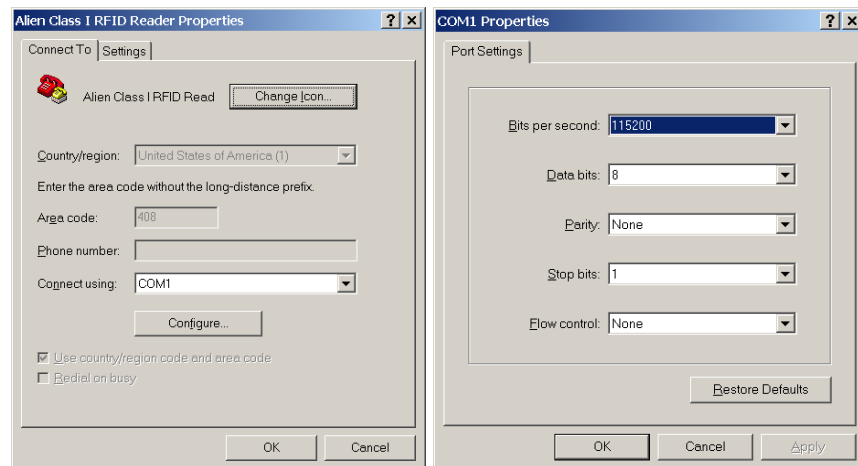 Alien Class I RFID Reader Properties
Connect To
Settings
Alien Class I RFID Read
Change Icon...
Country/region:
United States of America (1)
Enter the area code without the long-distance prefix.
Area code:
408
Phone number:
Connect using:
COM1
Configure...
Use country/region code and area code
Redial on busy
OK
Cancel
COM1 Properties
Port Settings
Bits per second:
115200
Data bits:
8
Parity:
None
Stop bits:
1
Flow control:
None
Restore Defaults
OK
Cancel
Apply